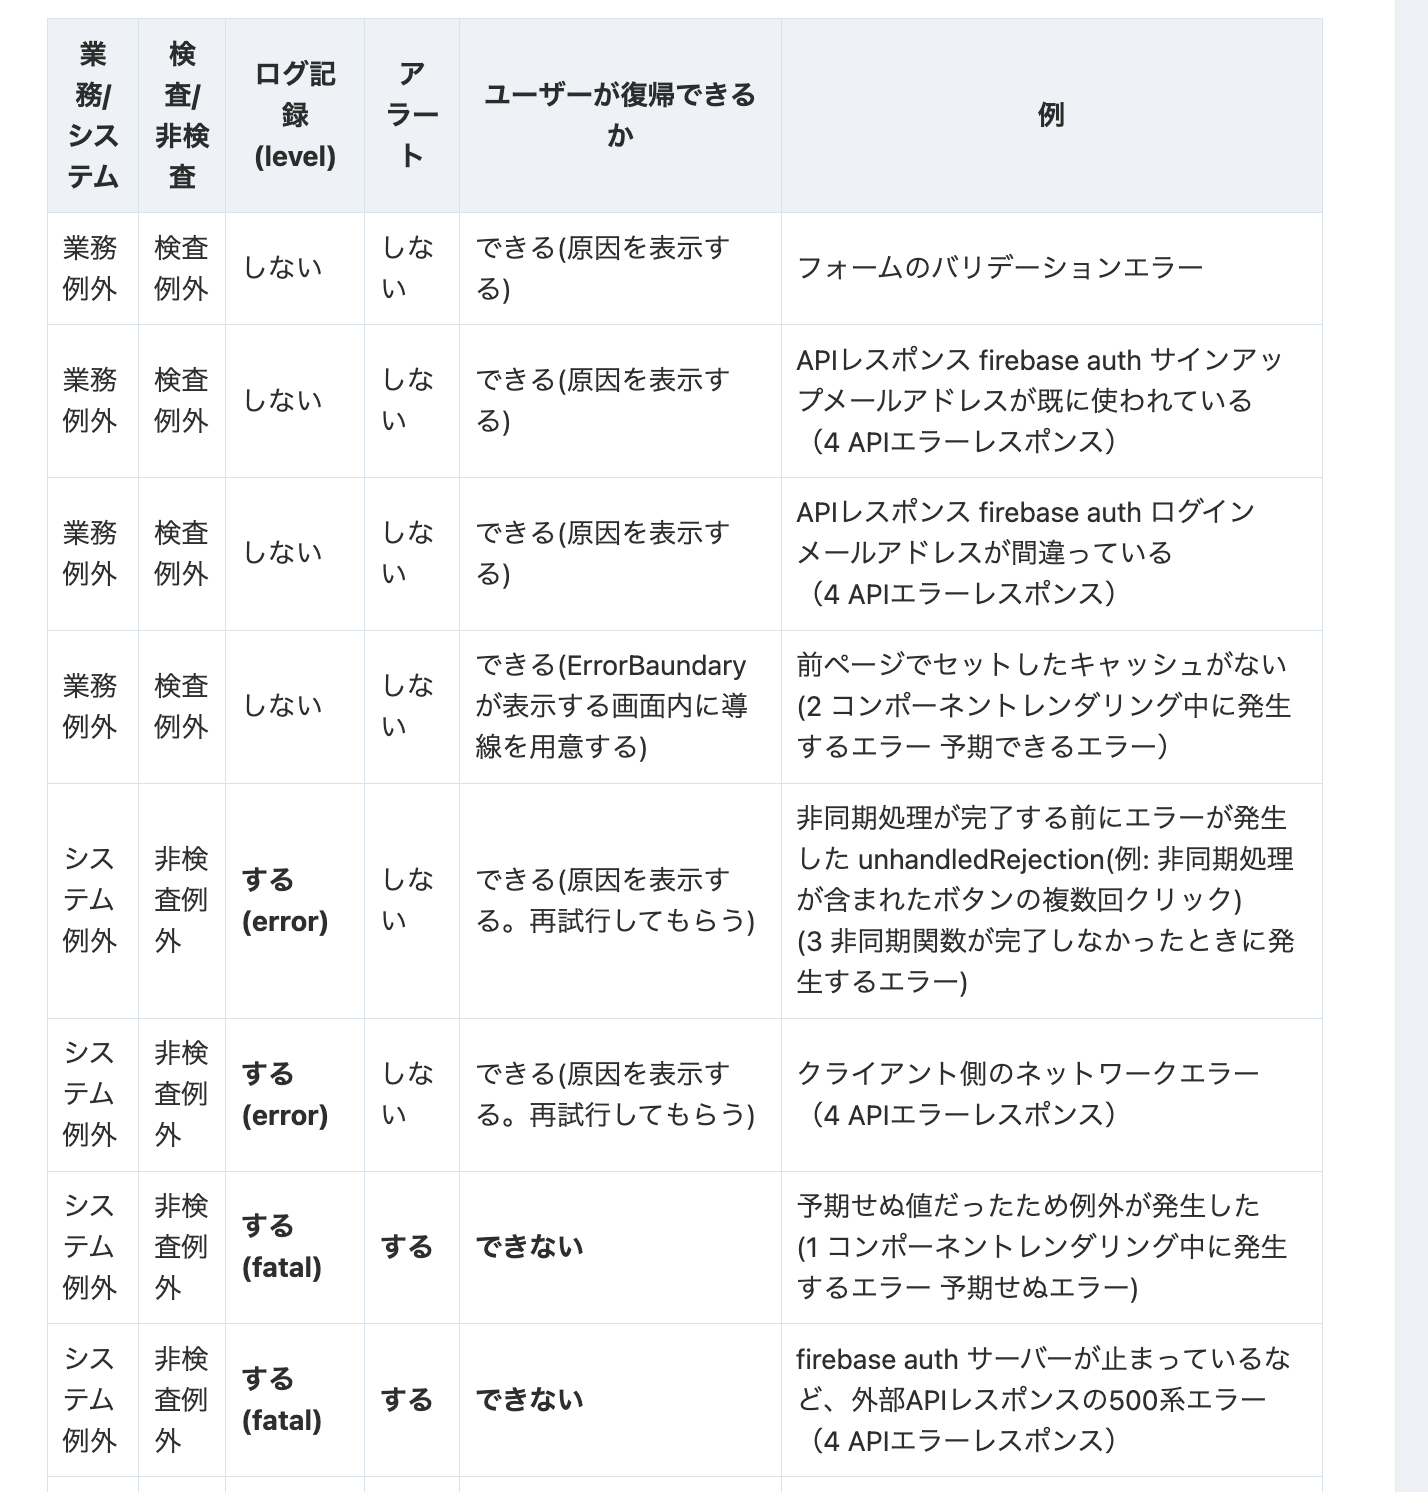 業
務/
シス
テム
検
査/
非検
査
ログ記
録
(level)
ア
ラー
ト
ユーザーが復帰できる
か
例
業務
例外
検査
例外
しない
しな
い
できる(原因を表示す
る)
フォームのバリデーションエラー
業務
例外
検査
例外
しない
しな
い
できる(原因を表示す
る)
APIレスポンス firebase auth サインアッ
プメールアドレスが既に使われている
（4 APIエラーレスポンス）
業務
例外
検査
例外
しない
しな
い
できる(原因を表示す
る)
APIレスポンス firebase auth ログイン
メールアドレスが間違っている
（4 APIエラーレスポンス）
業務
例外
検査
例外
しない
しな
い
できる(ErrorBaundary
が表示する画面内に導
線を用意する)
前ページでセットしたキャッシュがない
(2 コンポーネントレンダリング中に発生
するエラー 予期できるエラー）
シス
テム
例外
非検
査例
外
する
(error)
しな
い
できる(原因を表示す
る。再試行してもらう)
非同期処理が完了する前にエラーが発生
した unhandledRejection(例: 非同期処理
が含まれたボタンの複数回クリック)
(3 非同期関数が完了しなかったときに発
生するエラー)
シス
テム
例外
非検
査例
外
する
(error)
しな
い
できる(原因を表示す
る。再試行してもらう)
クライアント側のネットワークエラー
（4 APIエラーレスポンス）
シス
テム
例外
非検
査例
外
する
(fatal)
する
できない
予期せぬ値だったため例外が発生した
(1 コンポーネントレンダリング中に発生
するエラー 予期せぬエラー)
シス
テム
例外
非検
査例
外
する
(fatal)
する
できない
firebase auth サーバーが止まっているな
ど、外部APIレスポンスの500系エラー
（4 APIエラーレスポンス）